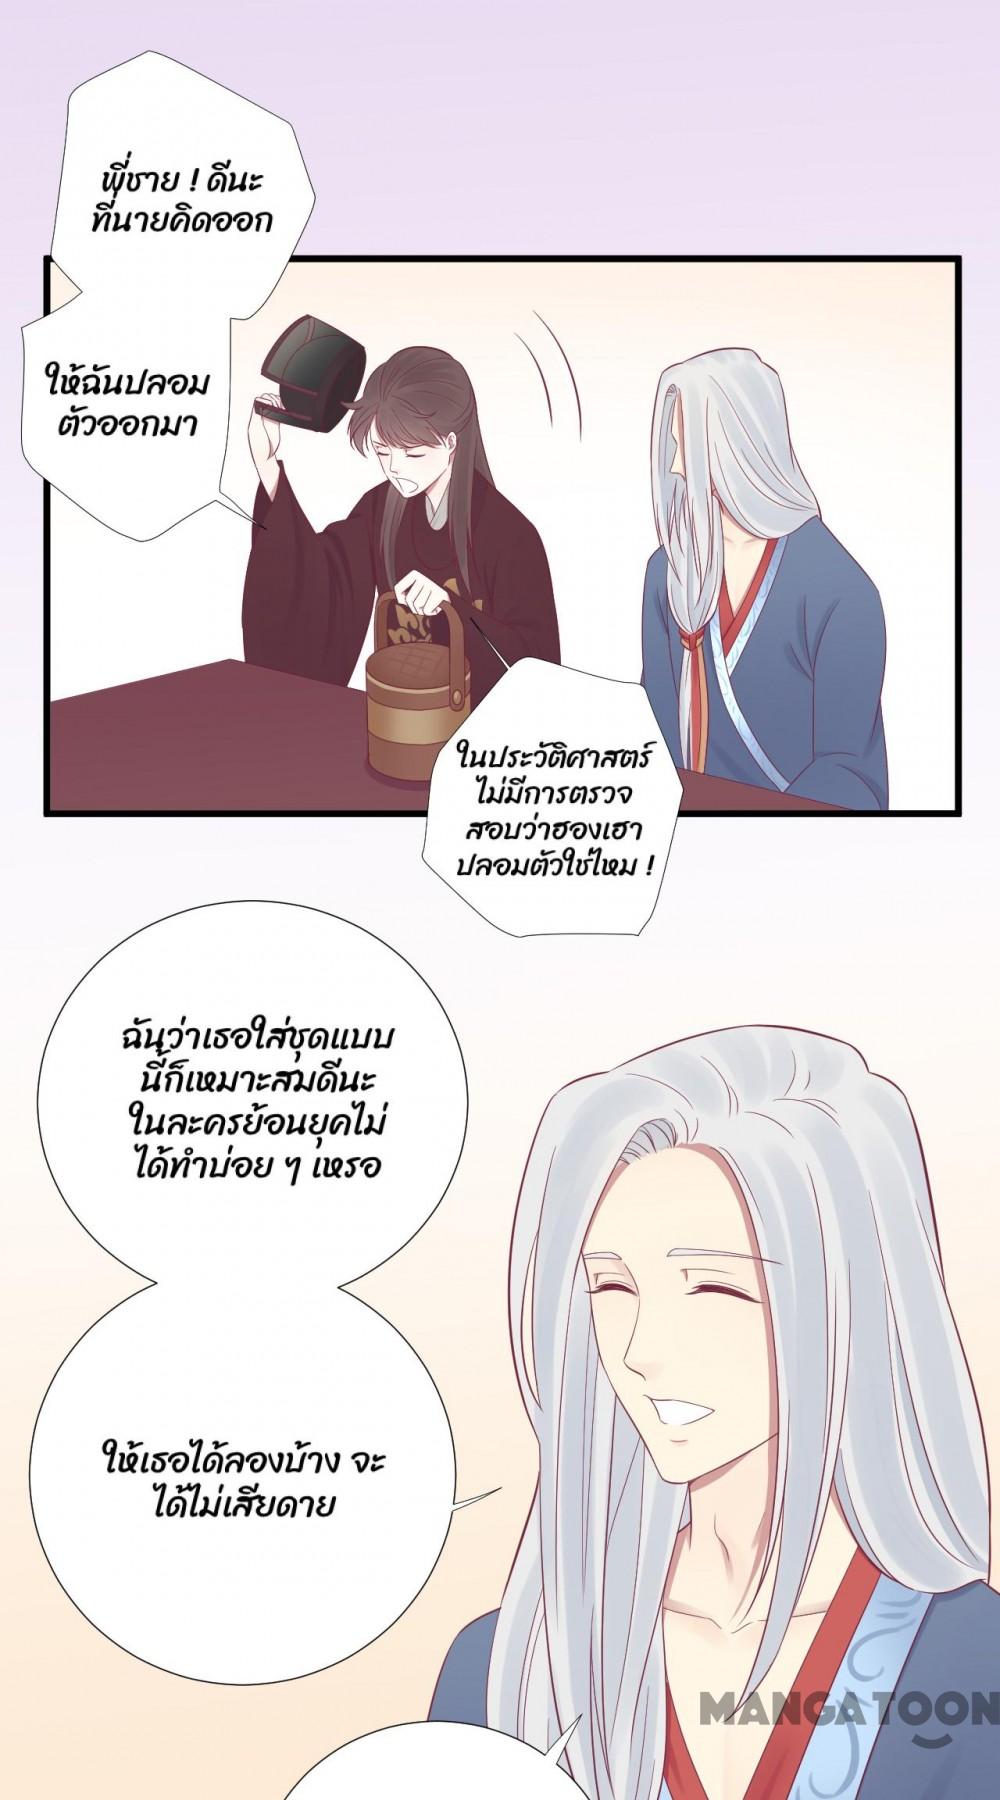 พี่ชาย ! ดีนะ
ที่นายคิดออก
ให้ฉันปลอม
ตัวออกมา
ในประวัติศาสตร์
ไม่มีการตรวจ
สอบว่าฮองเฮา
ปลอมตัวใช่ไหม !
ฉันว่าเธอใส่ชุดแบบ
นี้ก็เหมาะสมดีนะ
ในละครย้อนยุคไม่
ได้ทำบ่อย ๆ เหรอ
ให้เธอได้ลองบ้าง จะ
ได้ไม่เสียดาย
MANGATOON